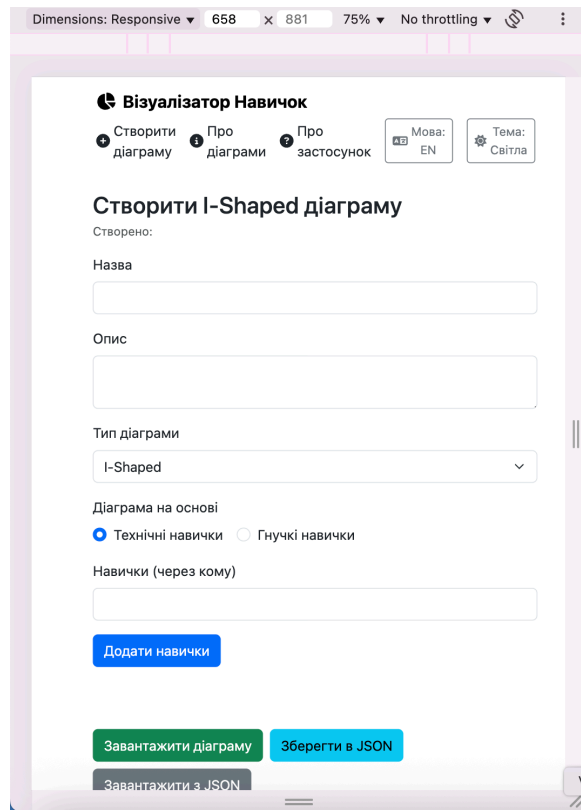 Dimensions: Responsive ▼ 658 × 881 75% ▼ No throttling ▼
Візуалізатор Навичок
Створити діаграму
Про діаграми
Про застосунок
Мова: EN
Тема: Світла
Створити I-Shaped діаграму
Створено:
Назва
Опис
Тип діаграми
I-Shaped
Діаграма на основі
Технічні навички Гнучкі навички
Навички (через кому)
Додати навички
Завантажити діаграму Зберегти в JSON
Завантажити з JSON